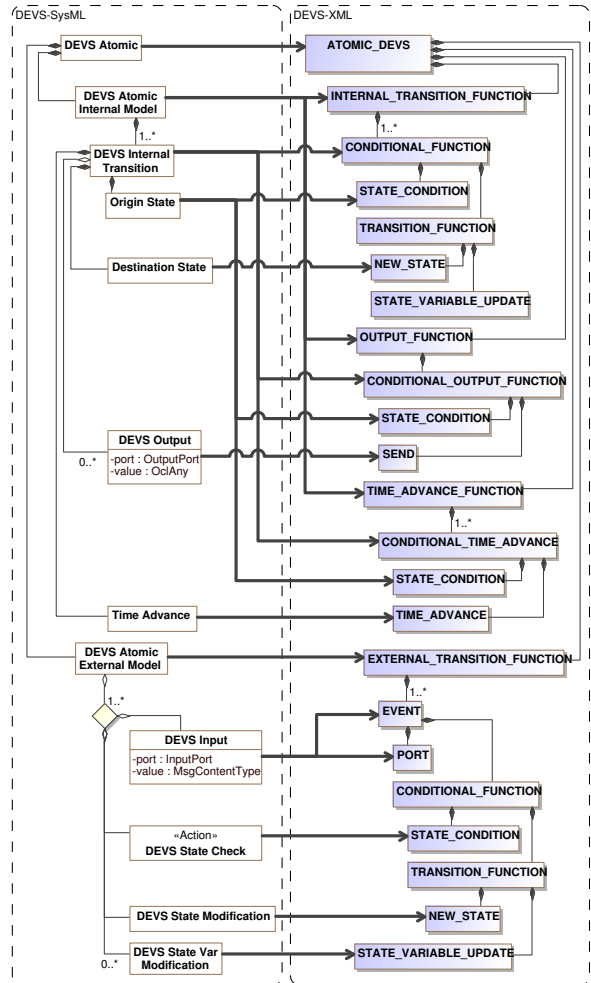 DEVS-SysML
DEVS-XML
DEVS Atomic
ATOMIC_DEVS
DEVS Atomic
Internal Model
INTERNAL_TRANSITION_FUNCTION
1..*
1..*
DEVS Internal
Transition
CONDITIONAL_FUNCTION
Origin State
STATE_CONDITION
TRANSITION_FUNCTION
Destination State
NEW_STATE
STATE_VARIABLE_UPDATE
OUTPUT_FUNCTION
CONDITIONAL_OUTPUT_FUNCTION
STATE_CONDITION
DEVS Output
-port : OutputPort
-value : OclAny
0..*
SEND
TIME_ADVANCE_FUNCTION
1..*
CONDITIONAL_TIME_ADVANCE
STATE_CONDITION
Time Advance
TIME_ADVANCE
DEVS Atomic
External Model
EXTERNAL_TRANSITION_FUNCTION
1..*
1..*
EVENT
DEVS Input
-port : InputPort
-value : MsgContentType
PORT
CONDITIONAL_FUNCTION
«Action»
DEVS State Check
STATE_CONDITION
TRANSITION_FUNCTION
DEVS State Modification
NEW_STATE
0..*
DEVS State Var
Modification
STATE_VARIABLE_UPDATE